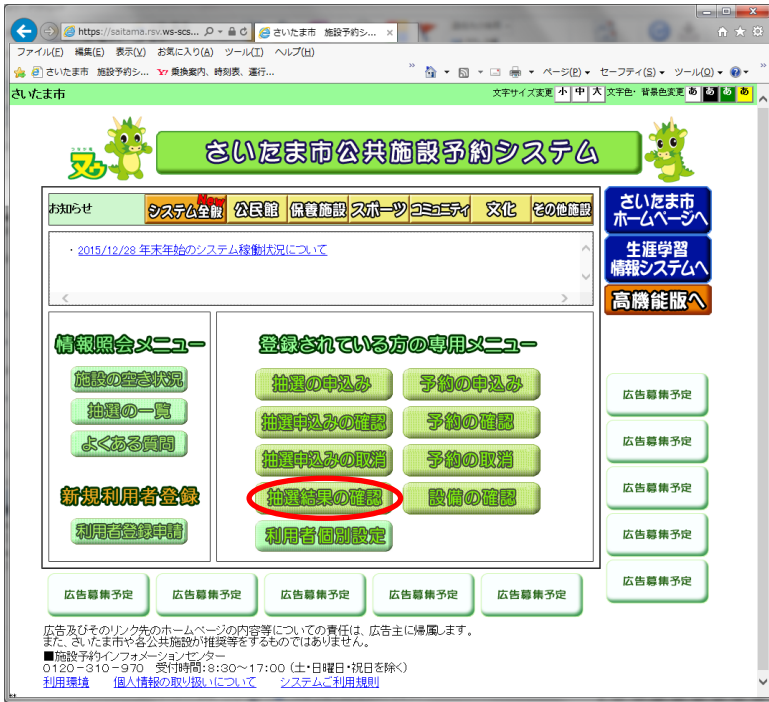 https://saitama.rsv.ws-scs...
さいたま市 施設予約シ...
ファイル(F) 編集(E) 表示(V) お気に入り(A) ツール(T) ヘルプ(H)
さいたま市 施設予約シ... 乗換案内、時刻表、運行... ページ(P) セーフティ(S) ツール(O)
さいたま市 文字サイズ変更 小 中 大 文字色・背景色変更 あ あ あ あ
さいたま市公共施設予約システム
お知らせ システム全般 New 公民館 保養施設 スポーツ コミュニティ 文化 その他施設
・2015/12/28 年末年始のシステム稼働状況について
さいたま市
ホームページへ
生涯学習
情報システムへ
高機能版へ
情報照会メニュー
施設の空き状況
抽選の一覧
よくある質問
新規利用者登録
利用者登録申請
登録されている方の専用メニュー
抽選の申込み 予約の申込み
抽選申込みの確認 予約の確認
抽選申込みの取消 予約の取消
抽選結果の確認 設備の確認
利用者個別設定
広告募集予定
広告募集予定
広告募集予定
広告募集予定
広告募集予定
広告募集予定 広告募集予定 広告募集予定 広告募集予定 広告募集予定
広告及びそのリンク先のホームページの内容等についての責任は、広告主に帰属します。
また、さいたま市や各公共施設が推奨等をするものではありません。
■施設予約インフォメーションセンター
0120-310-970 受付時間:8:30~17:00 (土・日曜日・祝日を除く)
利用環境 個人情報の取り扱いについて システムご利用規則